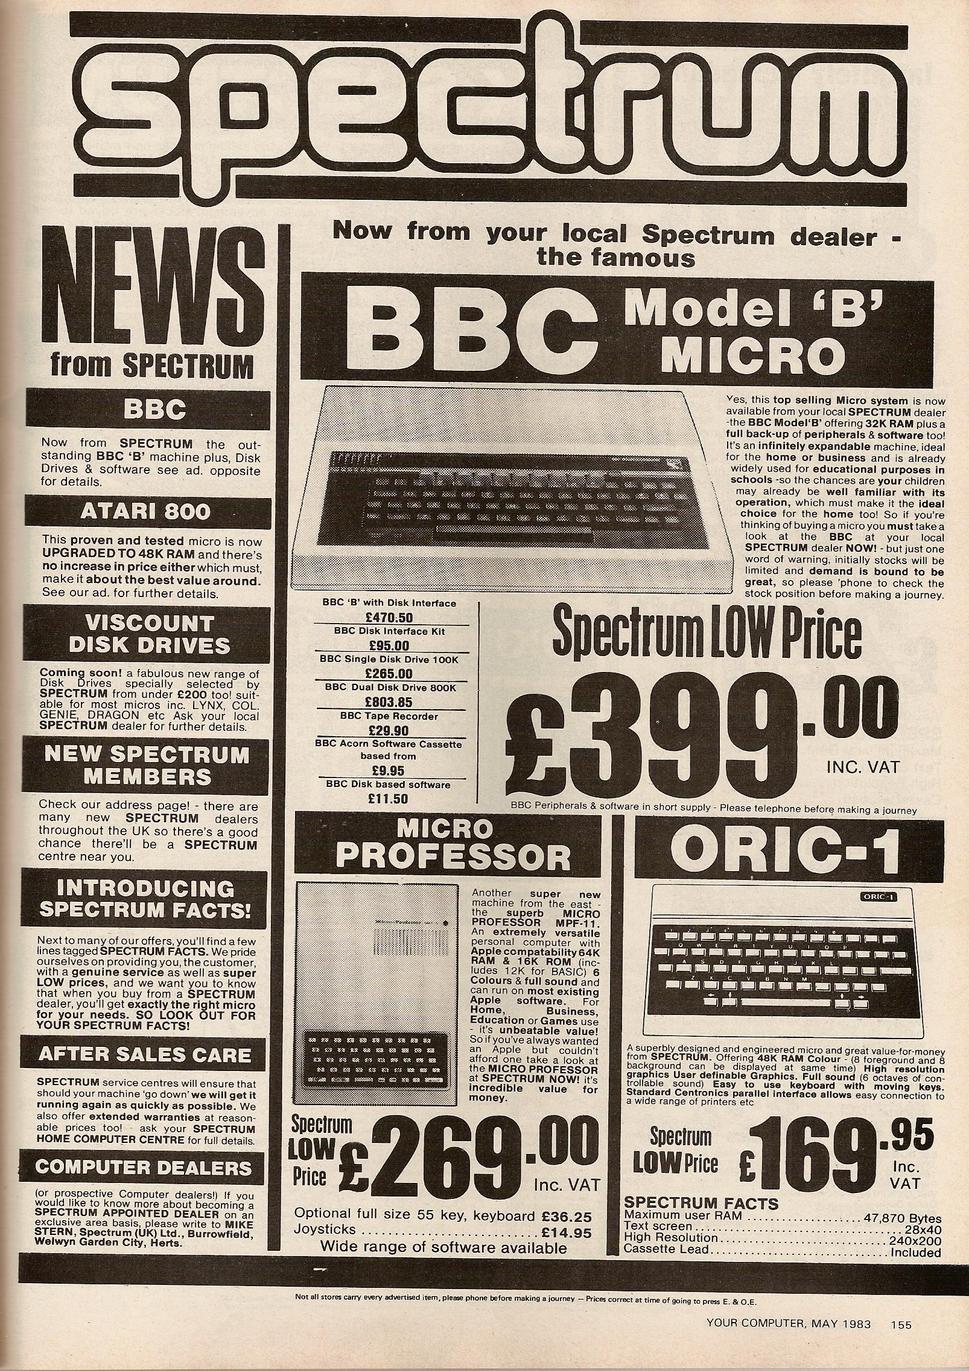 spectrum
NEWS
from SPECTRUM
BBC
Now from SPECTRUM the out-
standing BBC 'B' machine plus, Disk
Drives & software see ad. opposite
for details.
ATARI 800
This proven and tested micro is now
UPGRADED TO 48K RAM and there's
no increase in price either which must,
make it about the best value around.
See our ad. for further details.
VISCOUNT
DISK DRIVES
Coming soon! a fabulous new range of
Disk Drives specially selected by
SPECTRUM from under £200 too! suit-
able for most micros inc. LYNX, COL.
GENIE, DRAGON etc Ask your local
SPECTRUM dealer for further details.
NEW SPECTRUM
MEMBERS
Check our address page! - there are
many new SPECTRUM dealers
throughout the UK so there's a good
chance there'll be a SPECTRUM
centre near you.
INTRODUCING
SPECTRUM FACTS!
Next to many of our offers, you'll find a few
lines tagged SPECTRUM FACTS. We pride
ourselves on providing you, the customer,
with a genuine service as well as super
LOW prices, and we want you to know
that when you buy from a SPECTRUM
dealer, you'll get exactly the right micro
for your needs. SO LOOK OUT FOR
YOUR SPECTRUM FACTS!
AFTER SALES CARE
SPECTRUM service centres will ensure that
should your machine 'go down' we will get it
running again as quickly as possible. We
also offer extended warranties at reason-
able prices too! - ask your SPECTRUM
HOME COMPUTER CENTRE for full details.
COMPUTER DEALERS
(or prospective Computer dealers!) If you
would like to know more about becoming a
SPECTRUM APPOINTED DEALER on an
exclusive area basis, please write to MIKE
STERN, Spectrum (UK) Ltd., Burrowfield,
Welwyn Garden City, Herts.
Now from your local Spectrum dealer -
the famous
BBC Model 'B'
MICRO
Yes, this top selling Micro system is now
available from your local SPECTRUM dealer
-the BBC Model'B' offering 32K RAM plus a
full back-up of peripherals & software too!
It's an infinitely expandable machine, ideal
for the home or business and is already
widely used for educational purposes in
schools -so the chances are your children
may already be well familiar with its
operation, which must make it the ideal
choice for the home too! So if you're
thinking of buying a micro you must take a
look at the BBC at your local
SPECTRUM dealer NOW! - but just one
word of warning, initially stocks will be
limited and demand is bound to be
great, so please 'phone to check the
stock position before making a journey.
BBC 'B' with Disk Interface
£470.50
BBC Disk Interface Kit
£95.00
BBC Single Disk Drive 100K
£265.00
BBC Dual Disk Drive 800K
£803.85
BBC Tape Recorder
£29.90
BBC Acorn Software Cassette
based from
£9.95
BBC Disk based software
£11.50
Spectrum LOW Price
£399.00
INC. VAT
BBC Peripherals & software in short supply - Please telephone before making a journey
MICRO
PROFESSOR
Another super new
machine from the east -
the superb MICRO
PROFESSOR MPF-11.
An extremely versatile
personal computer with
Apple compatability 64K
RAM & 16K ROM (inc-
ludes 12K for BASIC) 6
Colours & full sound and
can run on most existing
Apple software. For
Home, Business,
Education or Games use
- it's unbeatable value!
So if you've always wanted
an Apple but couldn't
afford one take a look at
the MICRO PROFESSOR
at SPECTRUM NOW! it's
incredible value for
money.
Spectrum
LOW
Price
£269.00
Inc. VAT
Optional full size 55 key, keyboard £36.25
Joysticks ............................ £14.95
Wide range of software available
ORIC-1
ORIC-1
A superbly designed and engineered micro and great value-for-money
from SPECTRUM. Offering 48K RAM Colour - (8 foreground and 8
background can be displayed at same time) High resolution
graphics User definable Graphics. Full sound (6 octaves of con-
trollable sound) Easy to use keyboard with moving keys.
Standard Centronics parallel interface allows easy connection to
a wide range of printers etc
Spectrum
LOW Price
£169.95
Inc.
VAT
SPECTRUM FACTS
Maximum user RAM ................ 47,870 Bytes
Text screen ............................ 28x40
High Resolution ........................ 240x200
Cassette Lead ......................... Included
Not all stores carry every advertised item, please phone before making a journey — Prices correct at time of going to press E. & O.E.
YOUR COMPUTER, MAY 1983 155